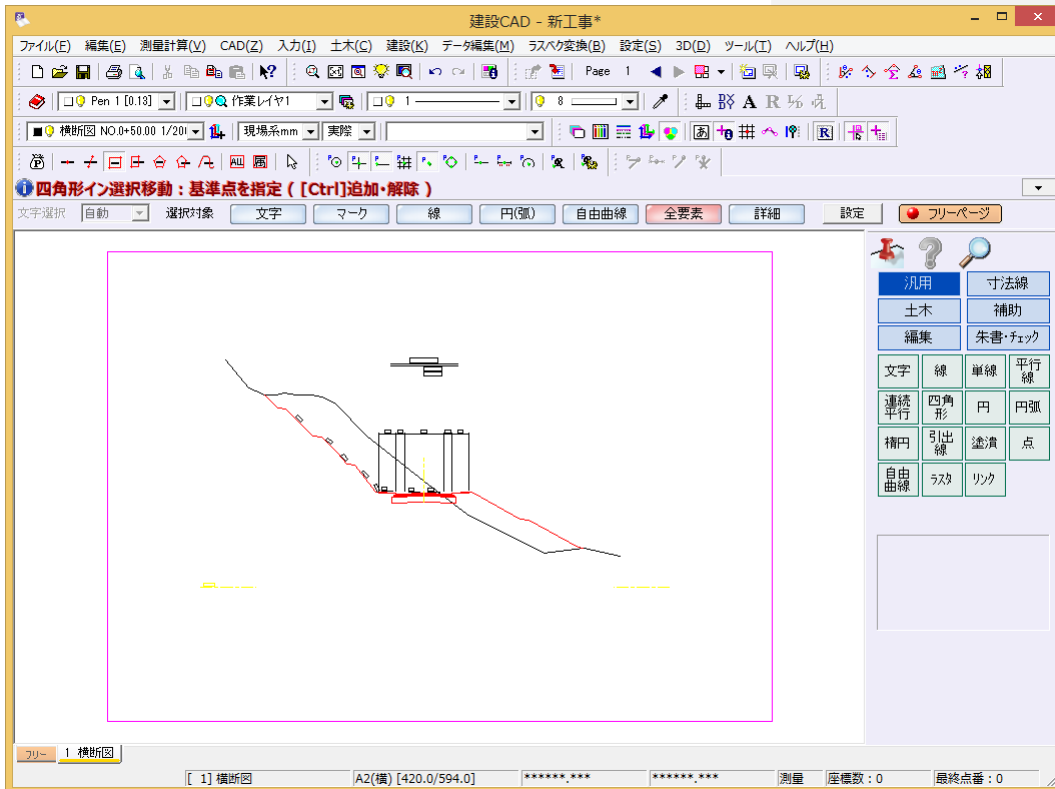 建設CAD - 新工事*
ファイル(F) 編集(E) 測量計算(V) CAD(Z) 入力(I) 土木(C) 建設(K) データ編集(M) ラスベク変換(B) 設定(S) 3D(D) ツール(T) ヘルプ(H)
Page 1
Pen 1 [0.13] 作業レイヤ1 1 8
横断図 NO.0+50.00 1/20 現場系mm 実際
四角形イン選択移動：基準点を指定 ( [Ctrl]追加・解除 )
文字選択 自動 選択対象 文字 マーク 線 円(弧) 自由曲線 全要素 詳細 設定 フリーページ
汎用 寸法線
土木 補助
編集 朱書・チェック
文字 線 単線 平行線
連続平行 四角形 円 円弧
楕円 引出線 塗潰 点
自由曲線 ラスタ リンク
フリー 1 横断図
[ 1] 横断図 A2(横) [420.0/594.0] ******.*** ******.*** 測量 座標数：0 最終点番：0